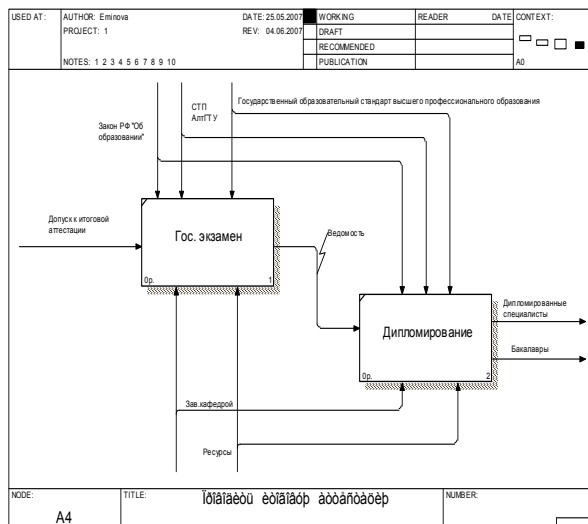 USED AT:
AUTHOR: Eminova
DATE: 25.05.2007
WORKING
READER
DATE
CONTEXT:
PROJECT: 1
REV: 04.06.2007
DRAFT
RECOMMENDED
NOTES: 1 2 3 4 5 6 7 8 9 10
PUBLICATION
A0
СТП
АлтГТУ
Государственный образовательный стандарт высшего профессионального образования
Закон РФ "Об
образовании"
Допуск к итоговой
аттестации
Гос. экзамен
0р.
1
Ведомость
Дипломирование
0р.
2
Дипломированные
специалисты
Бакалавры
Зав.кафедрой
Ресурсы
NODE:
TITLE:
NUMBER:
A4